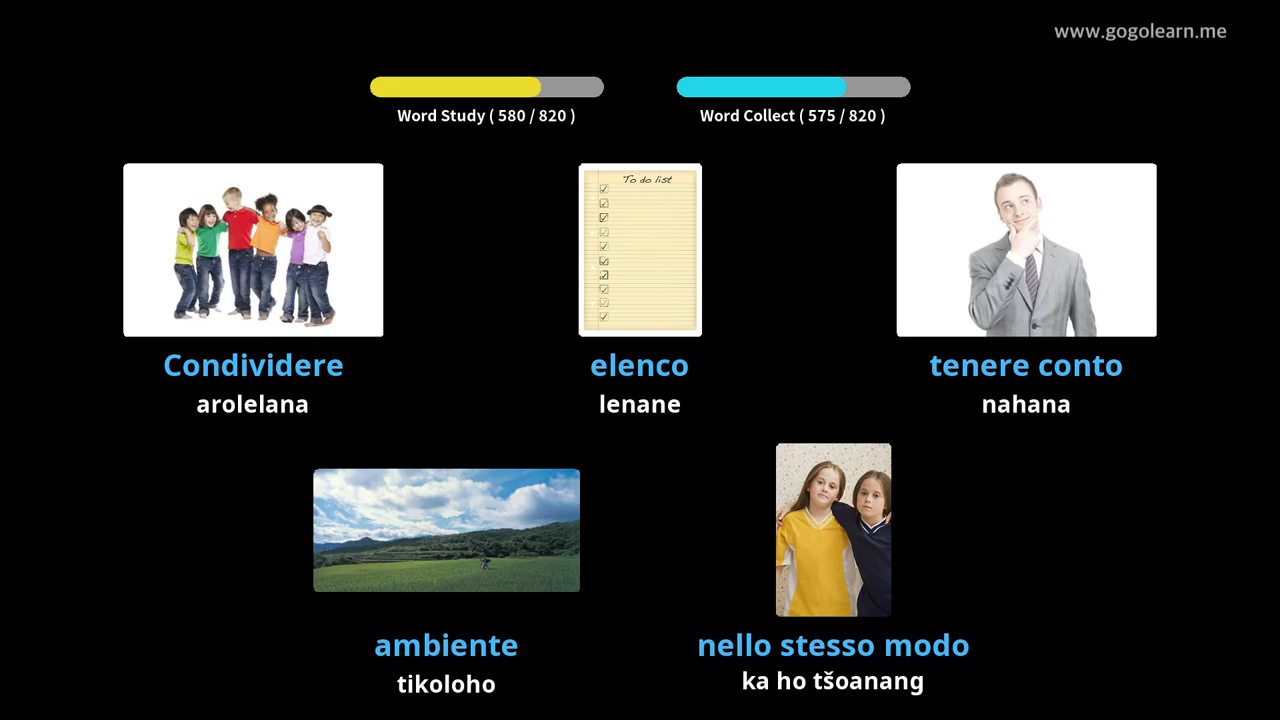 www.gogolearn.me
Word Study ( 580 / 820 )
Word Collect ( 575 / 820 )
To do list
Condividere
arolelana
elenco
lenane
tenere conto
nahana
ambiente
tikoloho
nello stesso modo
ka ho tšoanang